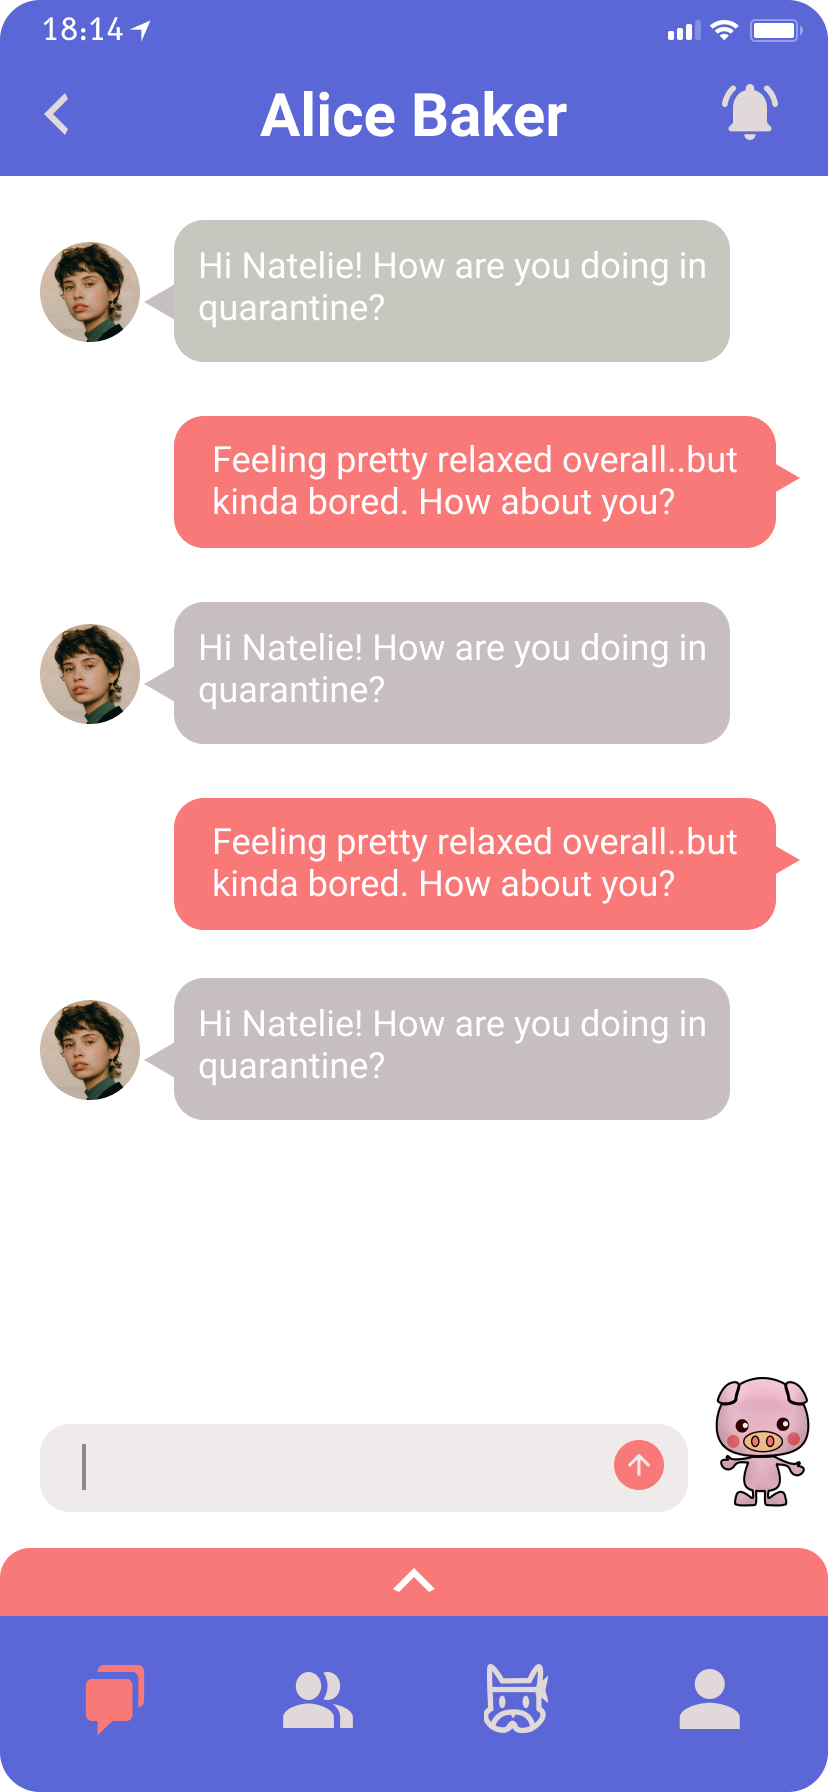 18:14
Alice Baker
Hi Natelie! How are you doing in
quarantine?
Feeling pretty relaxed overall..but
kinda bored. How about you?
Hi Natelie! How are you doing in
quarantine?
Feeling pretty relaxed overall..but
kinda bored. How about you?
Hi Natelie! How are you doing in
quarantine?